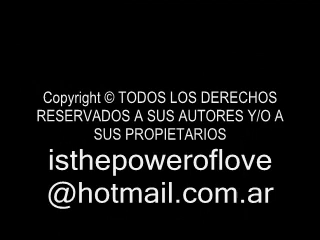 Copyright © TODOS LOS DERECHOS
RESERVADOS A SUS AUTORES Y/O A
SUS PROPIETARIOS
isthepoweroflove
@hotmail.com.ar